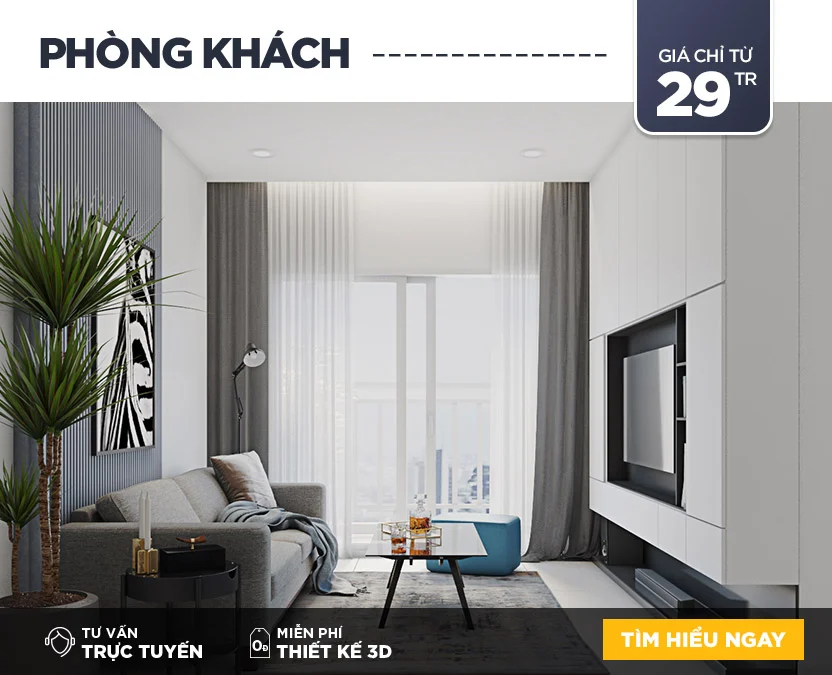 PHÒNG KHÁCH
GIÁ CHỈ TỪ
29 TR
TƯ VẤN
TRỰC TUYẾN
0Đ
MIỄN PHÍ
THIẾT KẾ 3D
TÌM HIỂU NGAY